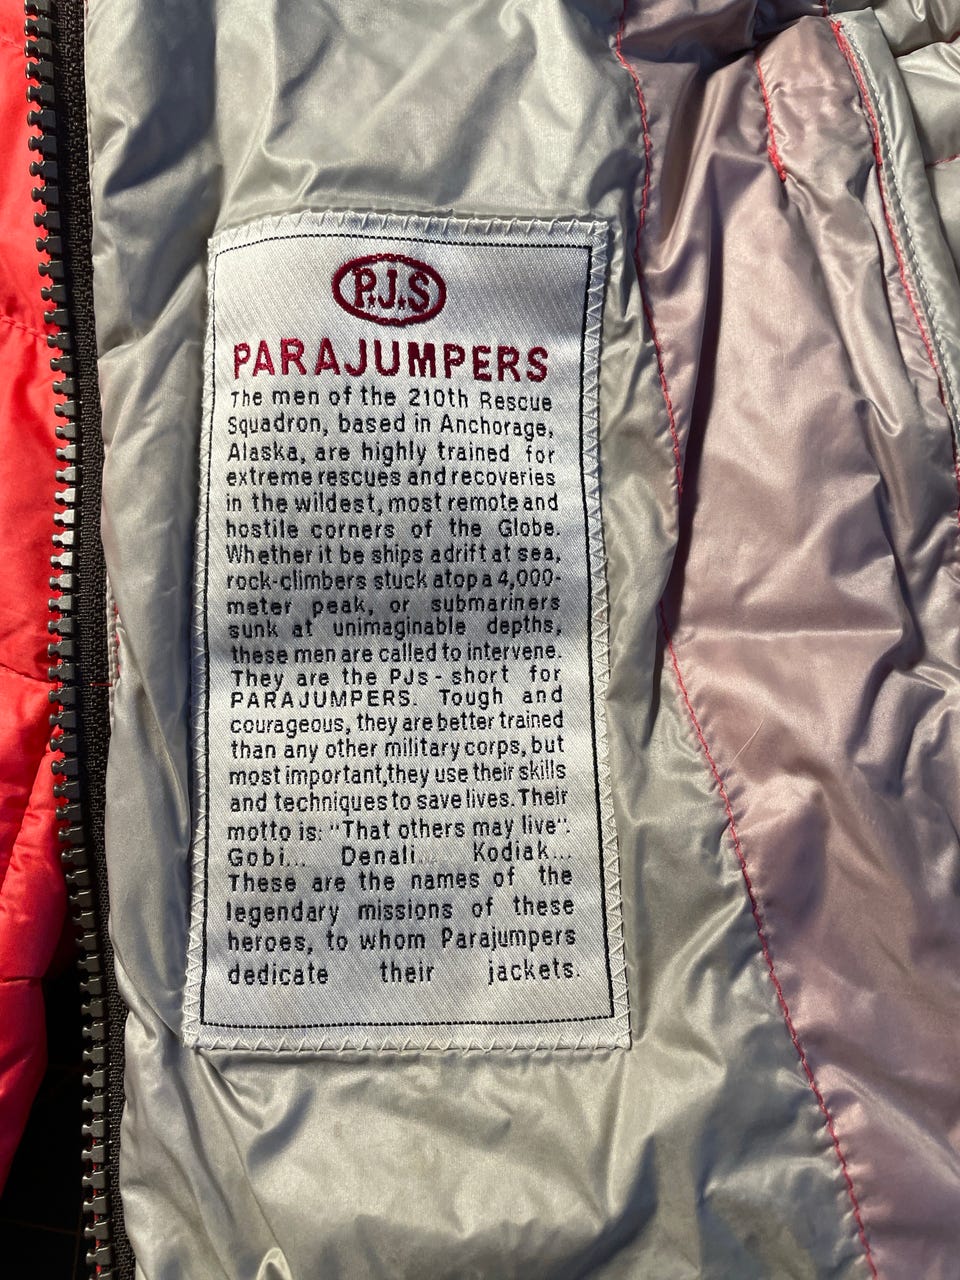 P.J.S
PARAJUMPERS
The men of the 210th Rescue
Squadron, based in Anchorage,
Alaska, are highly trained for
extreme rescues and recoveries
in the wildest, most remote and
hostile corners of the Globe.
Whether it be ships adrift at sea,
rock-climbers stuck atop a 4,000-
meter peak, or submariners
sunk at unimaginable depths,
these men are called to intervene.
They are the PJs - short for
PARAJUMPERS. Tough and
courageous, they are better trained
than any other military corps, but
most important,they use their skills
and techniques to save lives. Their
motto is: "That others may live".
Gobi... Denali... Kodiak...
These are the names of the
legendary missions of these
heroes, to whom Parajumpers
dedicate their jackets.